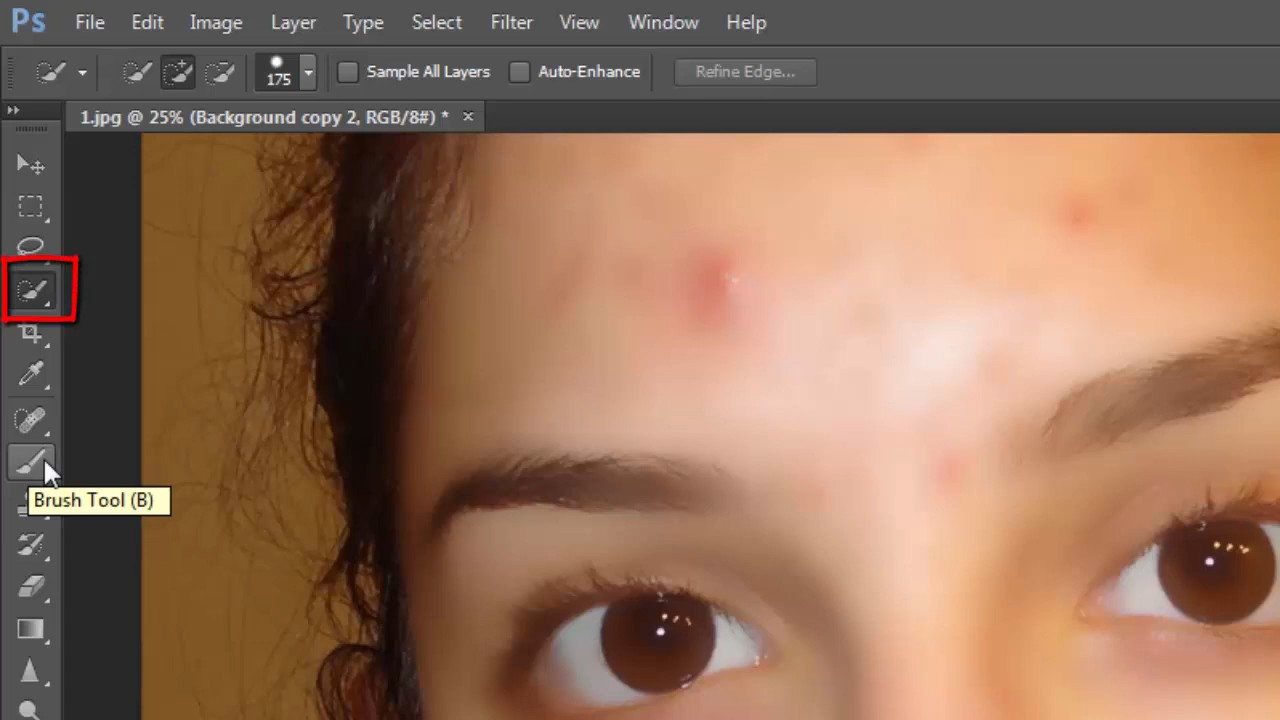 Ps File Edit Image Layer Type Select Filter View Window Help
175 Sample All Layers Auto-Enhance Refine Edge...
1.jpg @ 25% (Background copy 2, RGB/8#) * ×
Brush Tool (B)